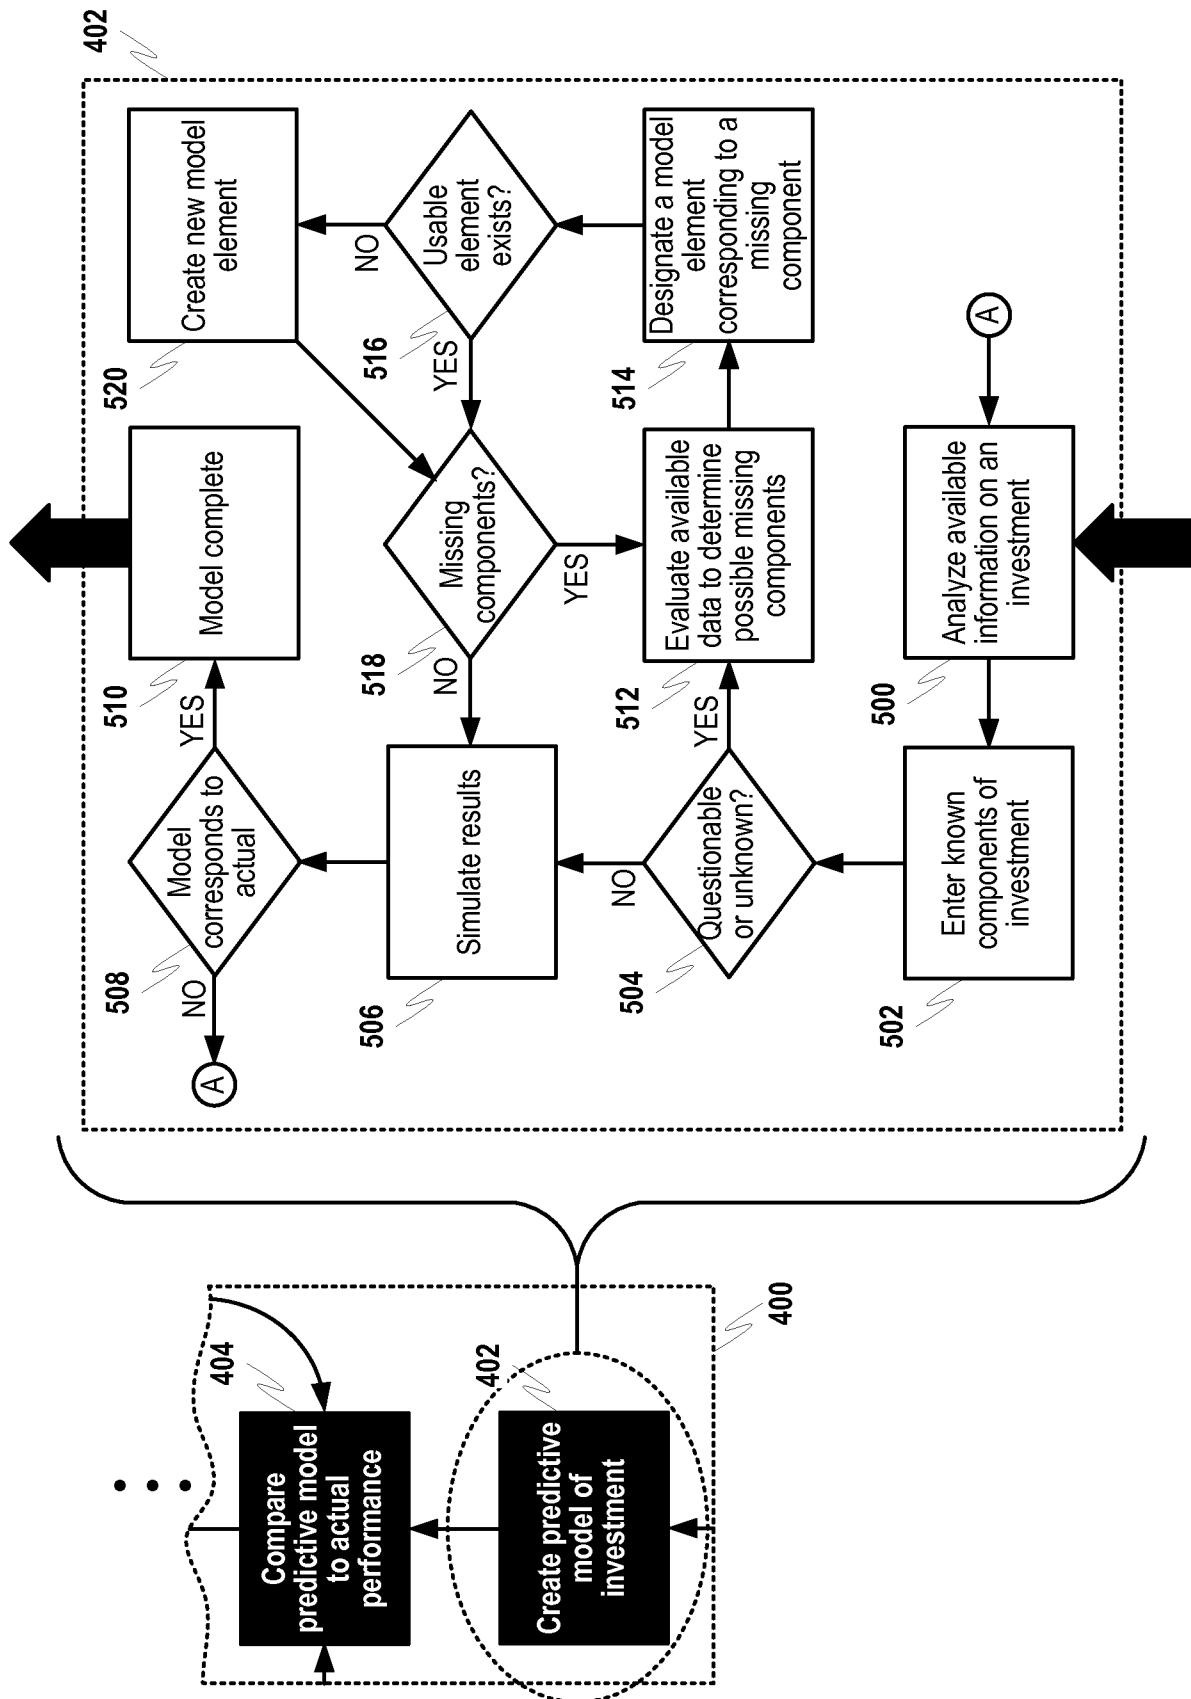 404
Compare
predictive model
to actual
performance
402
Create predictive
model of
investment
400
402
508
Model
corresponds to
actual
NO
A
YES
510
Model complete
520
Create new model
element
506
Simulate results
518
Missing
components?
NO
YES
516
Usable
element
exists?
YES
NO
504
Questionable
or unknown?
NO
YES
512
Evaluate available
data to determine
possible missing
components
514
Designate a model
element
corresponding to a
missing
component
502
Enter known
components of
investment
500
Analyze available
information on an
investment
A